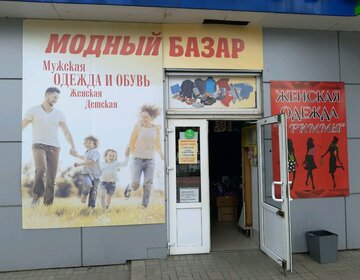 МОДНЫЙ БАЗАР
Мужская
ОДЕЖДА И ОБУВЬ
Женская
Детская
ЖЕНСКАЯ
ОДЕЖДА